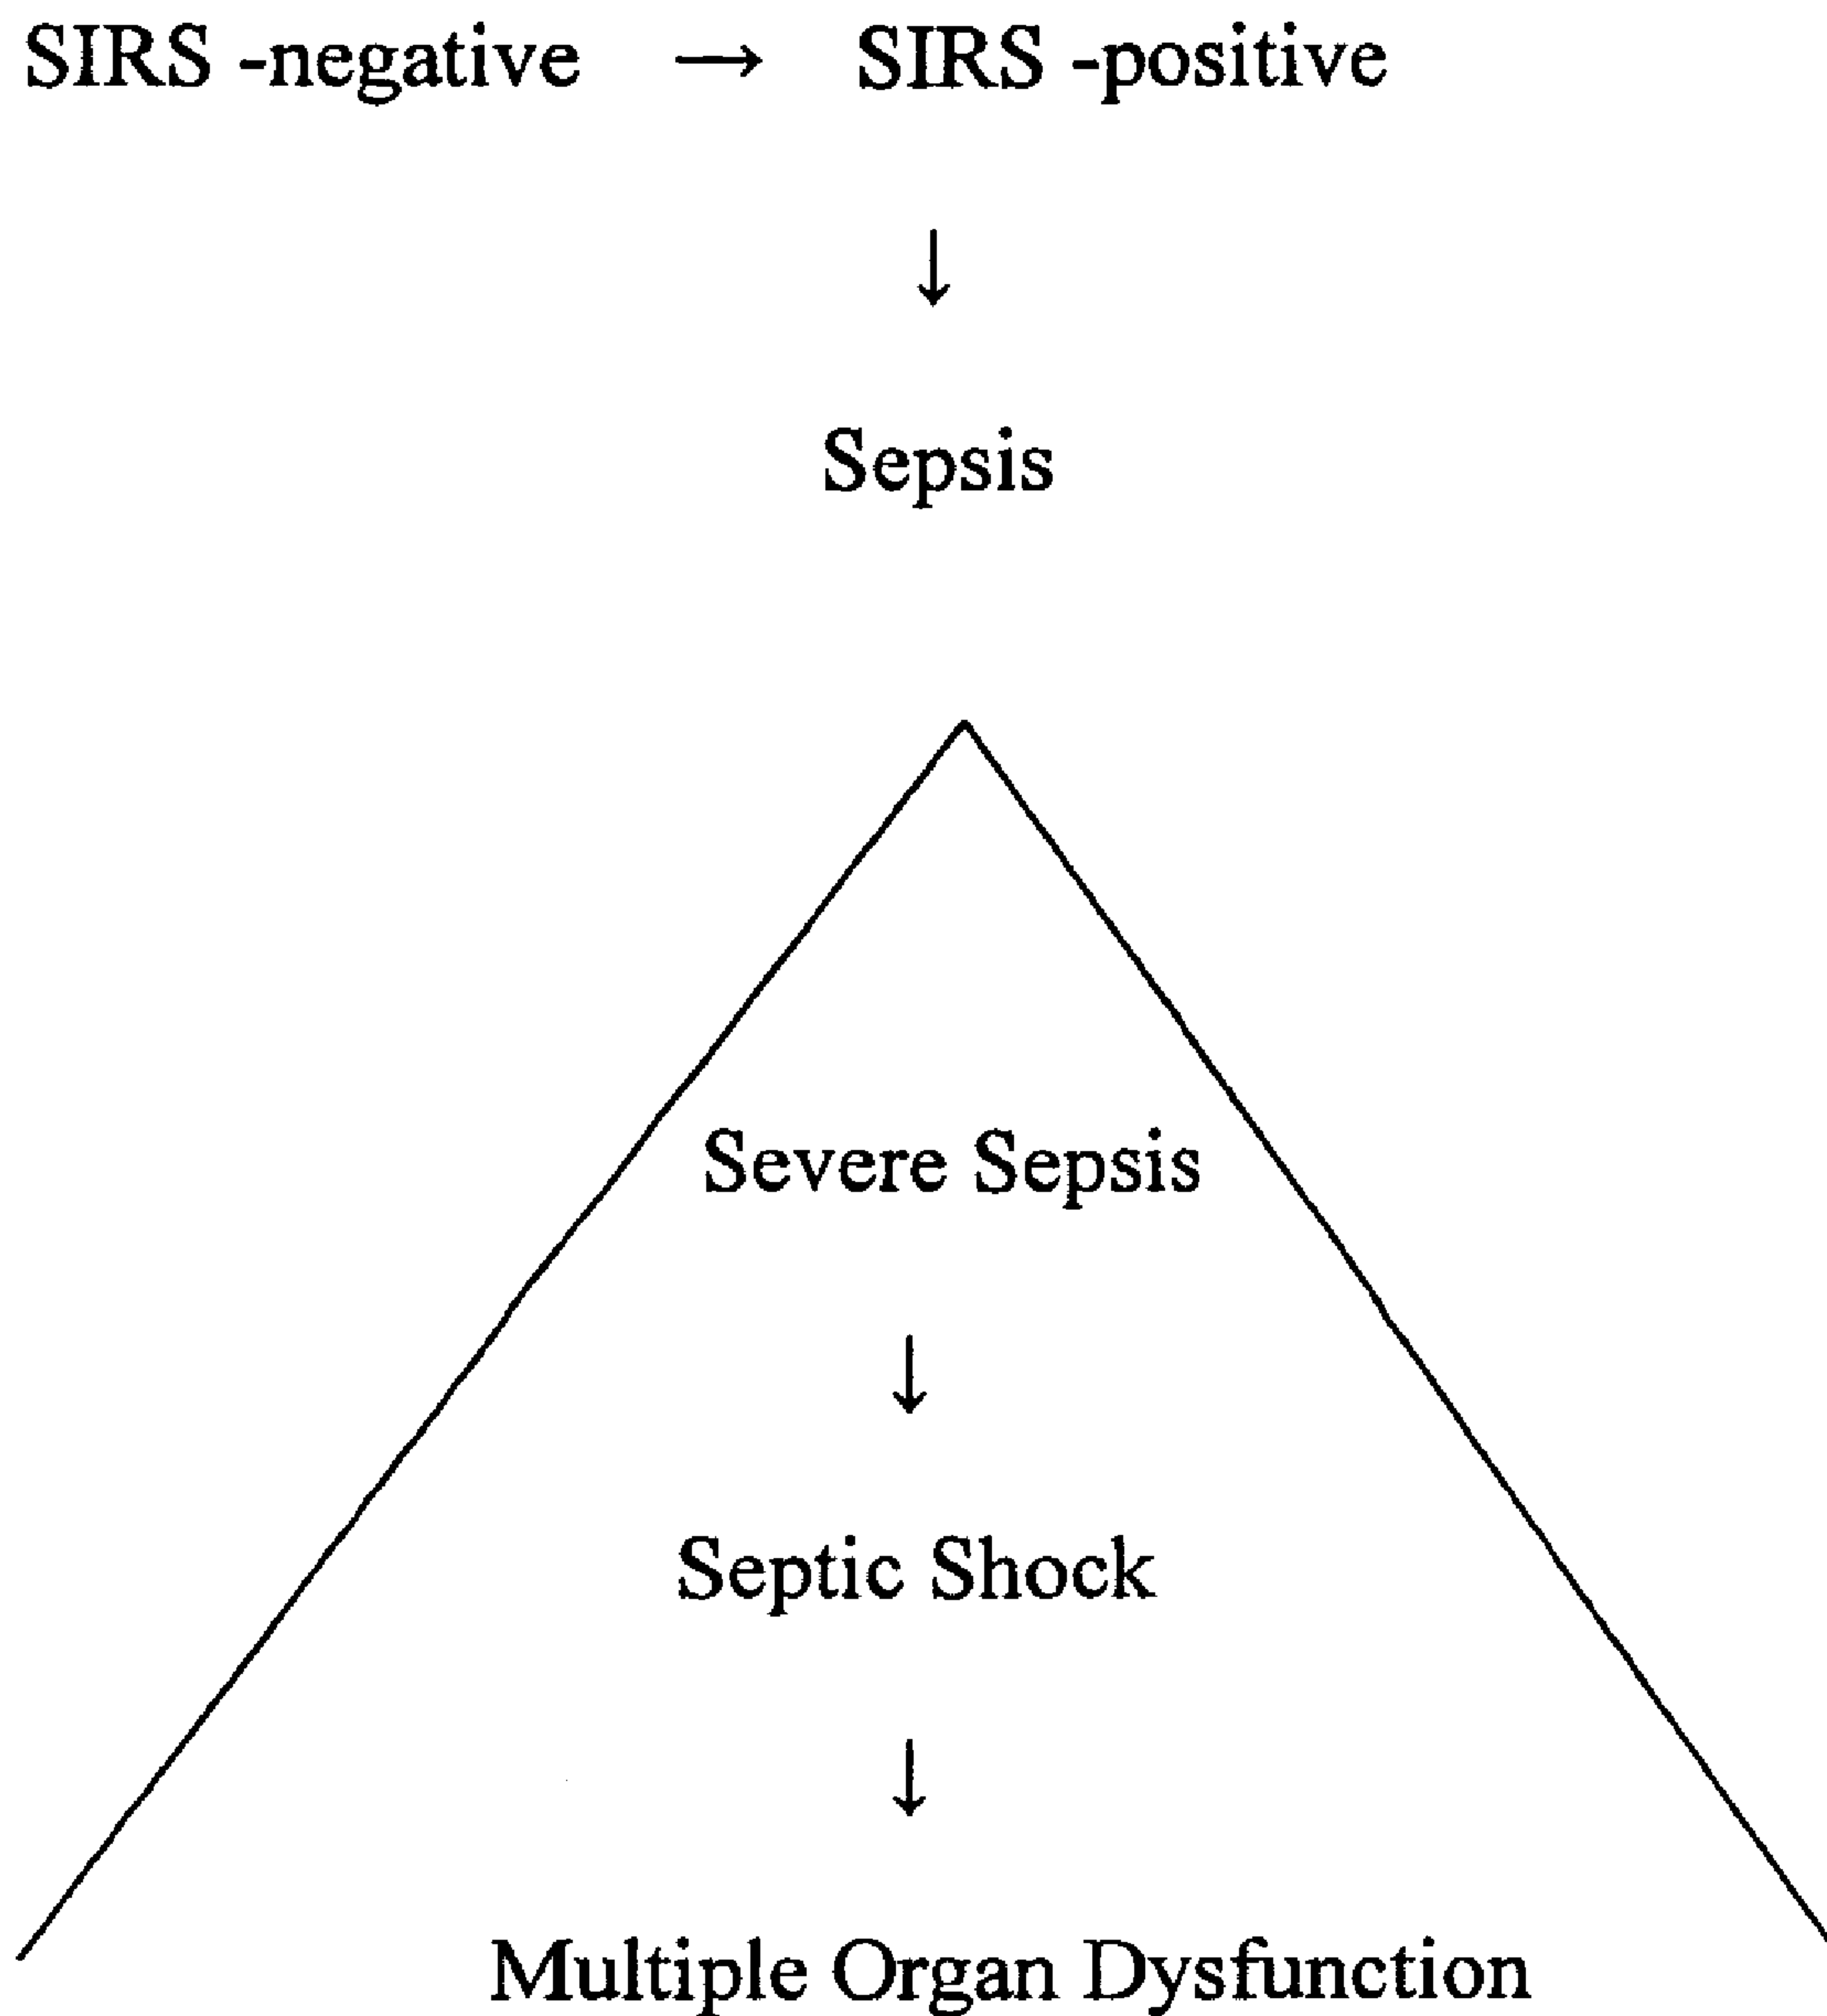 SIRS -negative → SIRS -positive
↓
Sepsis
Severe Sepsis
↓
Septic Shock
↓
Multiple Organ Dysfunction